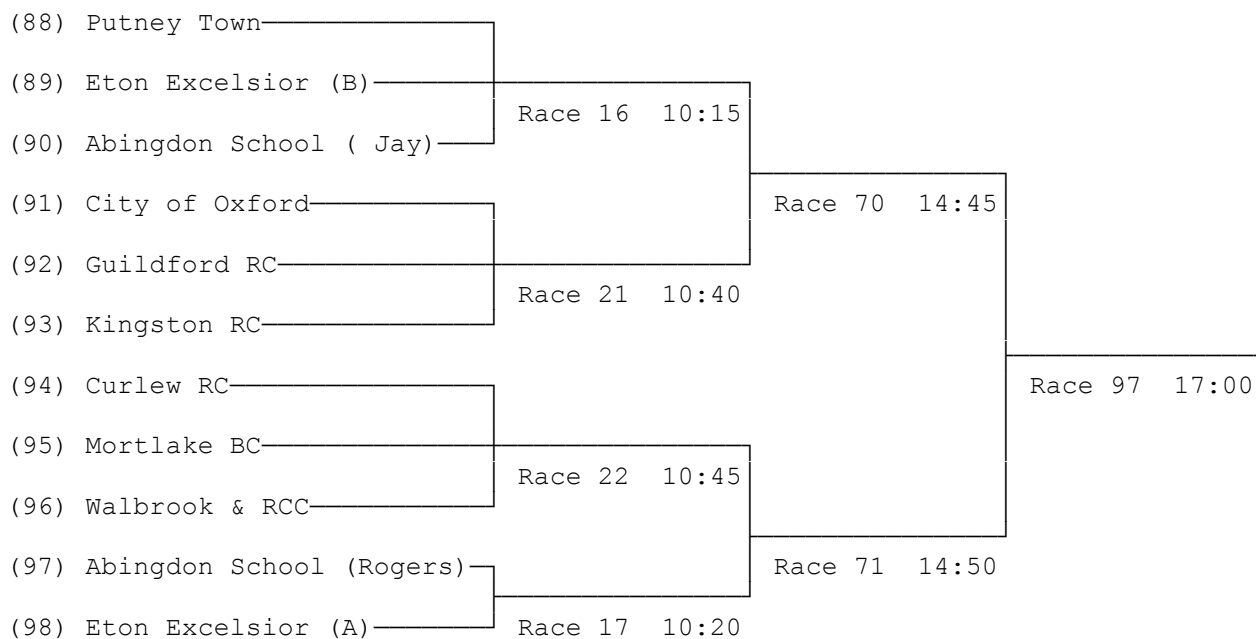 (88) Putney Town
(89) Eton Excelsior (B)
Race 16 10:15
(90) Abingdon School ( Jay)
(91) City of Oxford
Race 70 14:45
(92) Guildford RC
Race 21 10:40
(93) Kingston RC
(94) Curlew RC
Race 97 17:00
(95) Mortlake BC
Race 22 10:45
(96) Walbrook & RCC
(97) Abingdon School (Rogers)
Race 71 14:50
(98) Eton Excelsior (A)
Race 17 10:20